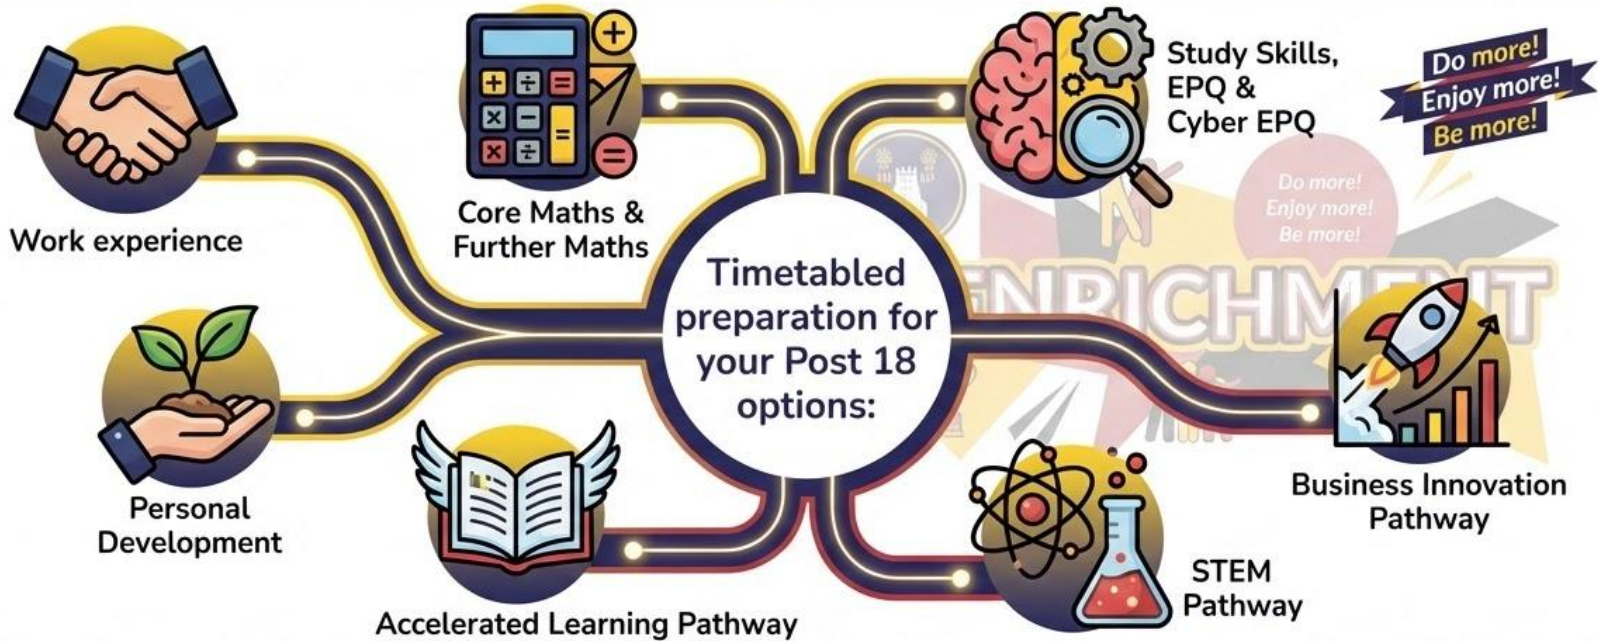 Work experience
Core Maths &
Further Maths
Study Skills,
EPQ &
Cyber EPQ
Do more!
Enjoy more!
Be more!
Do more!
Enjoy more!
Be more!
ENRICHMENT
Timetabled
preparation for
your Post 18
options:
Personal
Development
Accelerated Learning Pathway
STEM
Pathway
Business Innovation
Pathway